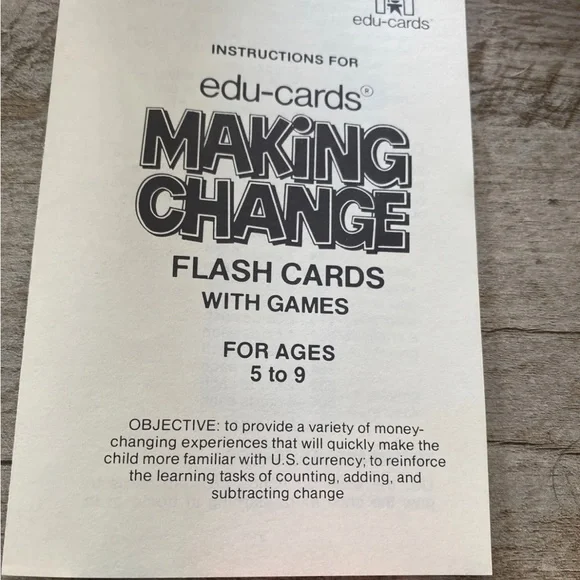 edu-cards
INSTRUCTIONS FOR
edu-cards®
MAKiNG
CHANGE
FLASH CARDS
WITH GAMES
FOR AGES
5 to 9
OBJECTIVE: to provide a variety of money-
changing experiences that will quickly make the
child more familiar with U.S. currency; to reinforce
the learning tasks of counting, adding, and
subtracting change